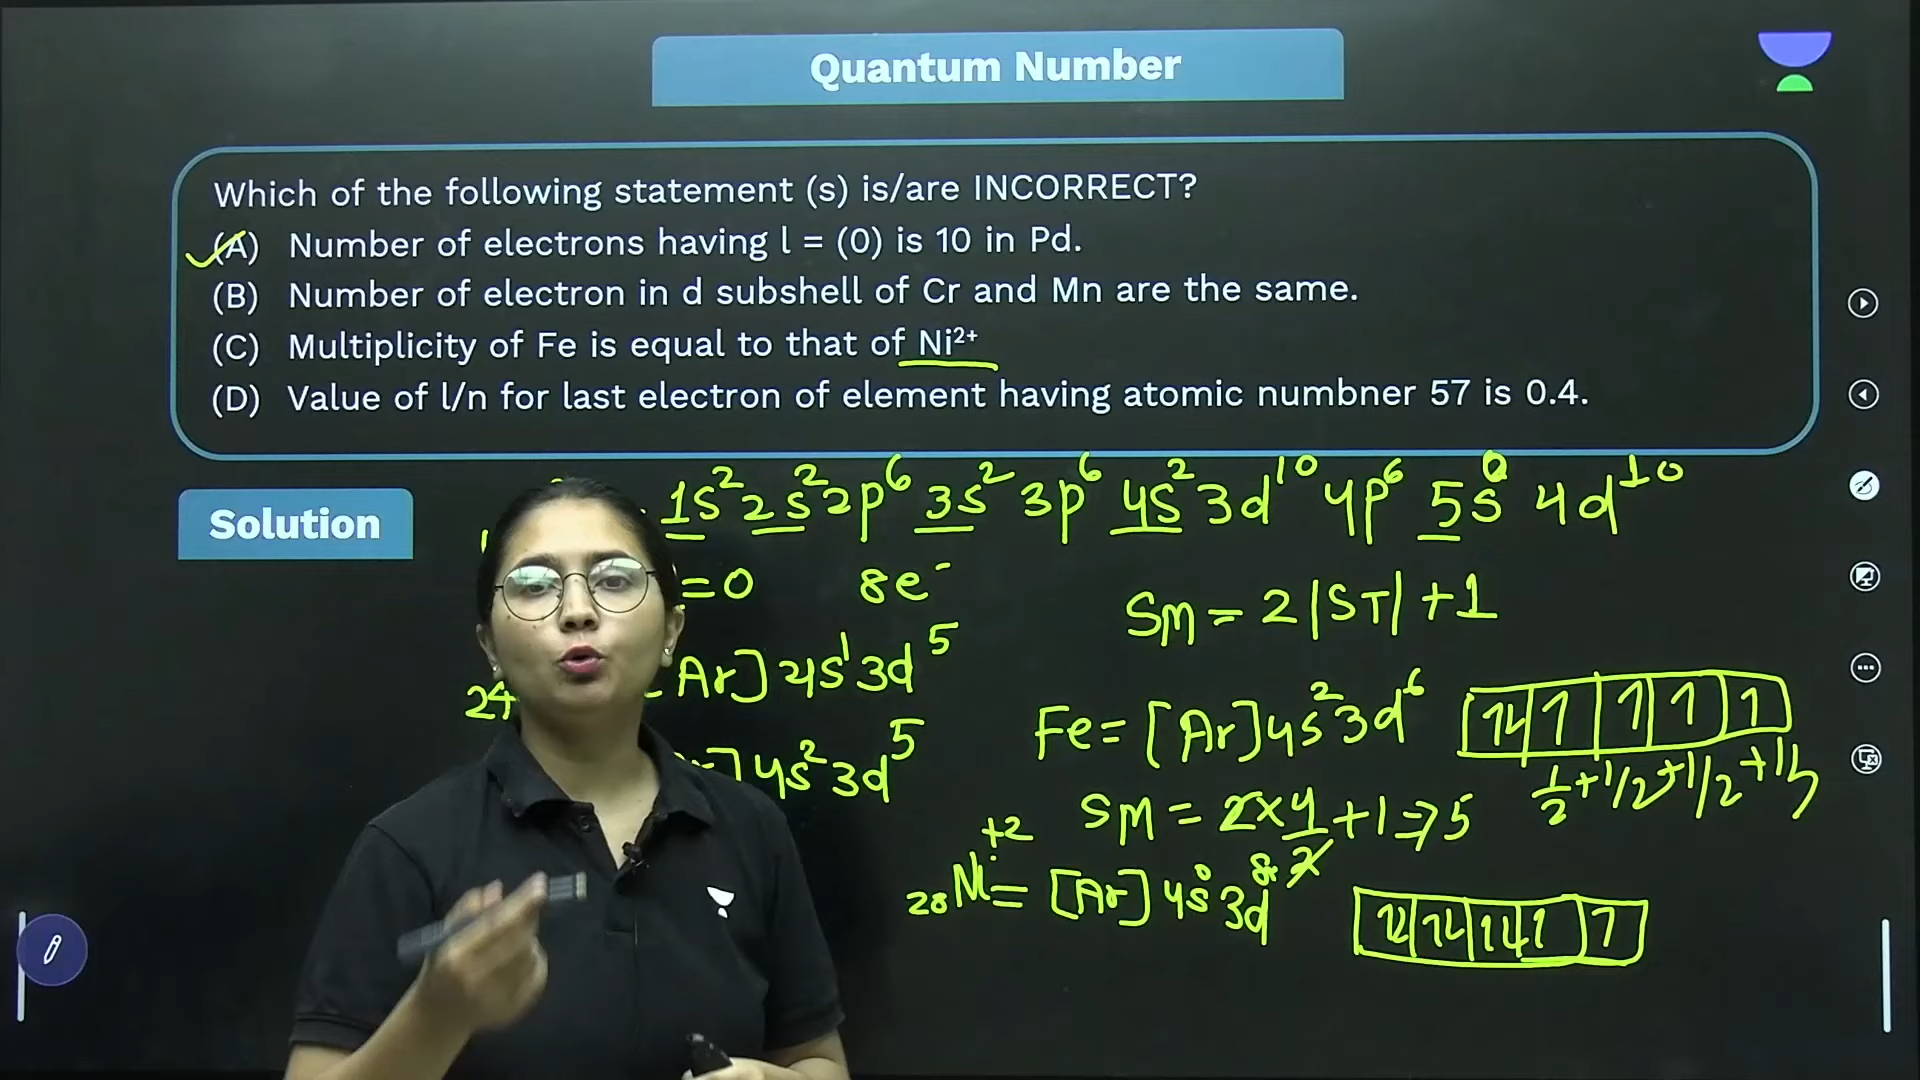 Quantum Number
Which of the following statement (s) is/are INCORRECT?
(A) Number of electrons having l = (0) is 10 in Pd.
(B) Number of electron in d subshell of Cr and Mn are the same.
(C) Multiplicity of Fe is equal to that of Ni²⁺
(D) Value of l/n for last electron of element having atomic numbner 57 is 0.4.
Solution
1s² 2s² 2p⁶ 3s² 3p⁶ 4s² 3d¹⁰ 4p⁶ 5s⁰ 4d¹⁰
=0 8e⁻
Sm = 2|ST| +1
24
Ar] 4s¹ 3d⁵
] 4s² 3d⁵
Fe = [Ar] 4s² 3d⁶
1/2 + 1/2 + 1/2 + 1/2
Sm = 2 × 4/2 + 1 ⇒ 5
₂₈Ni⁺² = [Ar] 4s⁰ 3d⁸